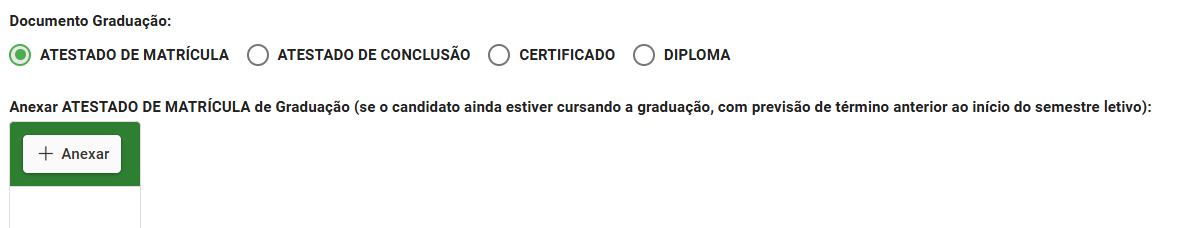 Documento Graduação:
ATESTADO DE MATRÍCULA ATESTADO DE CONCLUSÃO CERTIFICADO DIPLOMA
Anexar ATESTADO DE MATRÍCULA de Graduação (se o candidato ainda estiver cursando a graduação, com previsão de término anterior ao início do semestre letivo):
+ Anexar